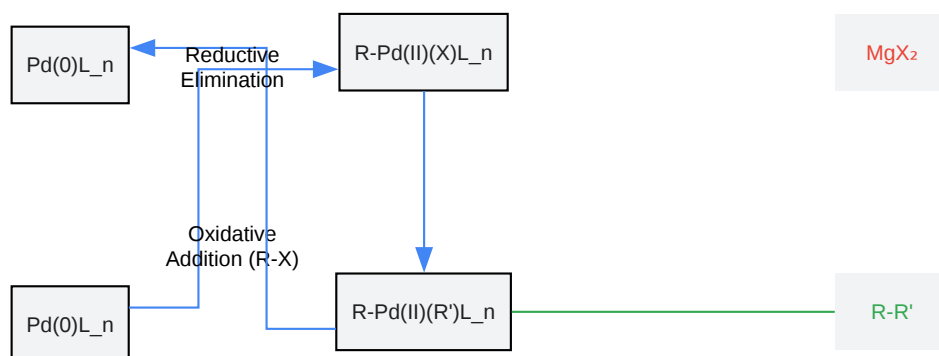 Pd(0)L_n
Reductive
Elimination
R-Pd(II)(X)L_n
MgX₂
Oxidative
Addition (R-X)
Pd(0)L_n
R-Pd(II)(R')L_n
R-R'